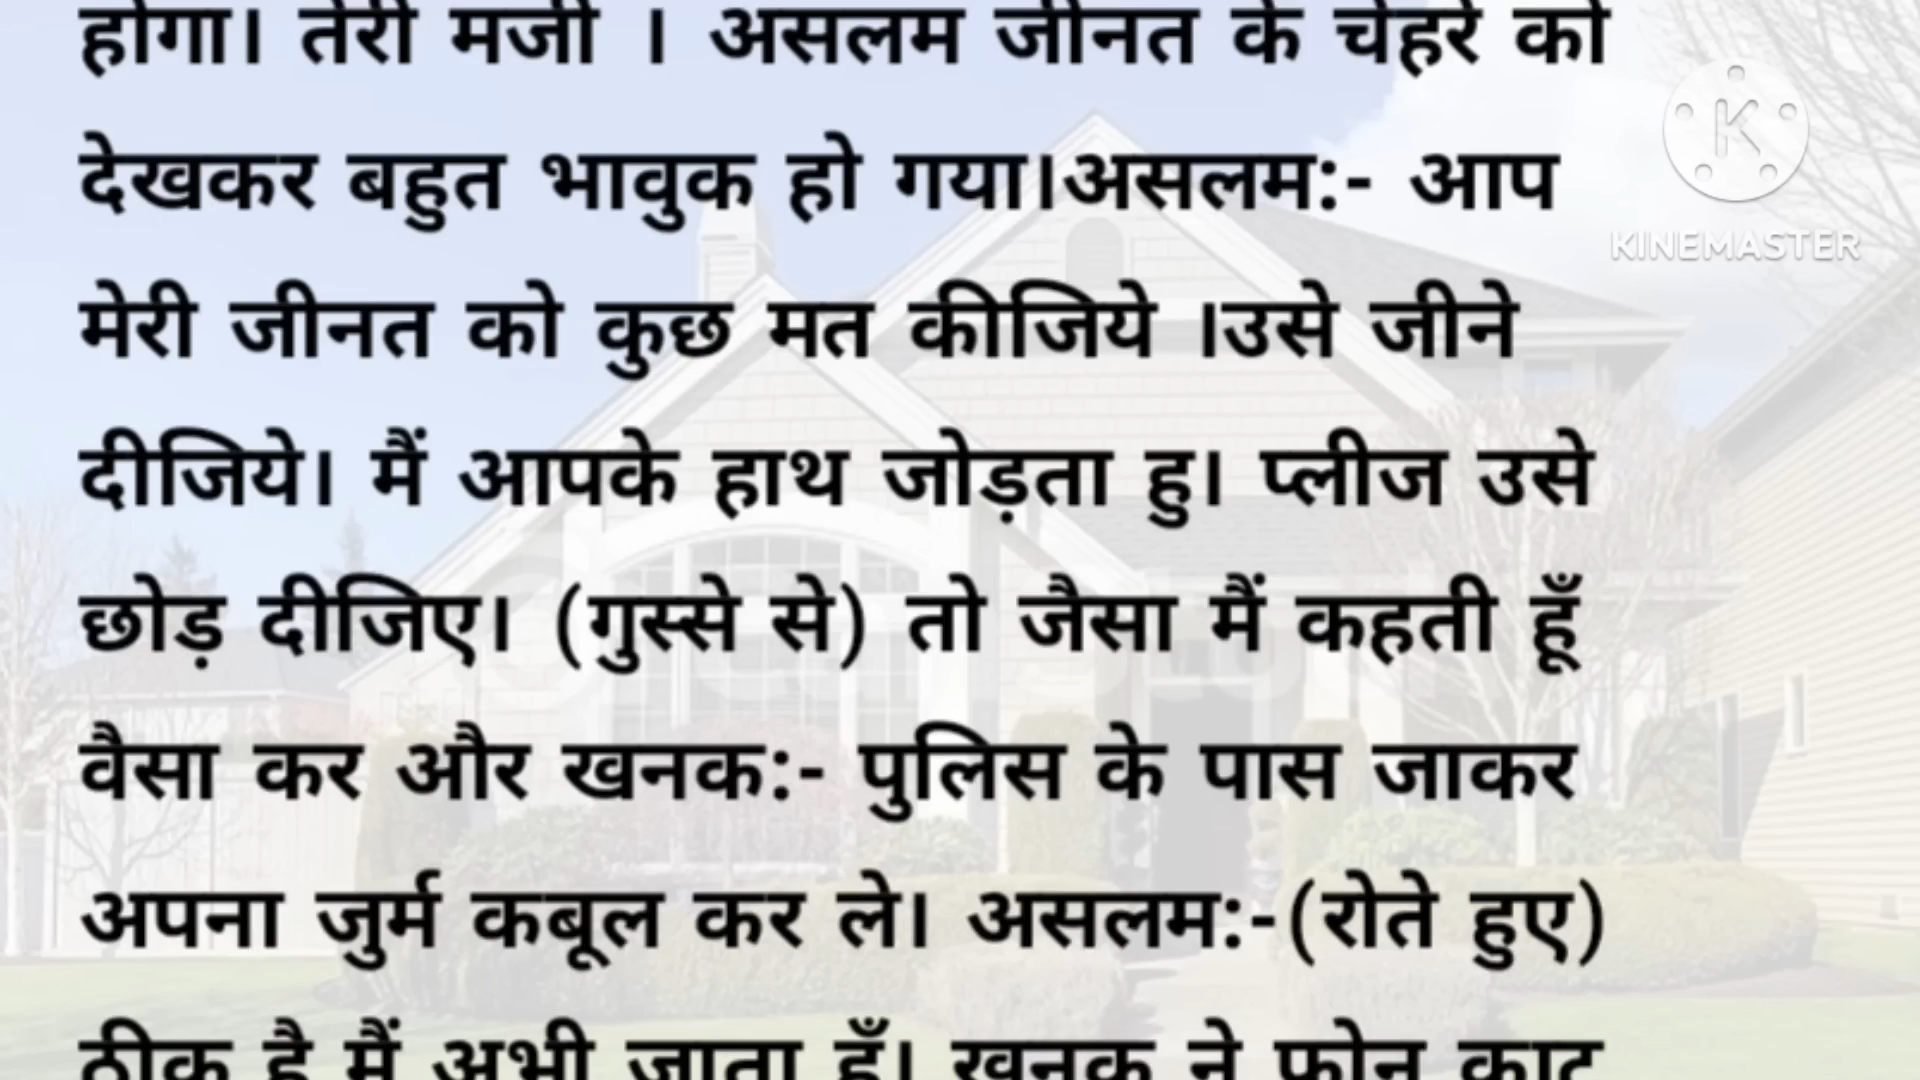 होगा। तेरी मर्जी । असलम जीनत के चेहरे को
देखकर बहुत भावुक हो गया।असलम:- आप
मेरी जीनत को कुछ मत कीजिये ।उसे जीने
दीजिये। मैं आपके हाथ जोड़ता हु। प्लीज उसे
छोड़ दीजिए। (गुस्से से) तो जैसा मैं कहती हूँ
वैसा कर और खनक:- पुलिस के पास जाकर
अपना जुर्म कबूल कर ले। असलम:-(रोते हुए)
ठीक है मैं अभी जाता हूँ। खनक ने फोन काट
KINEMASTER